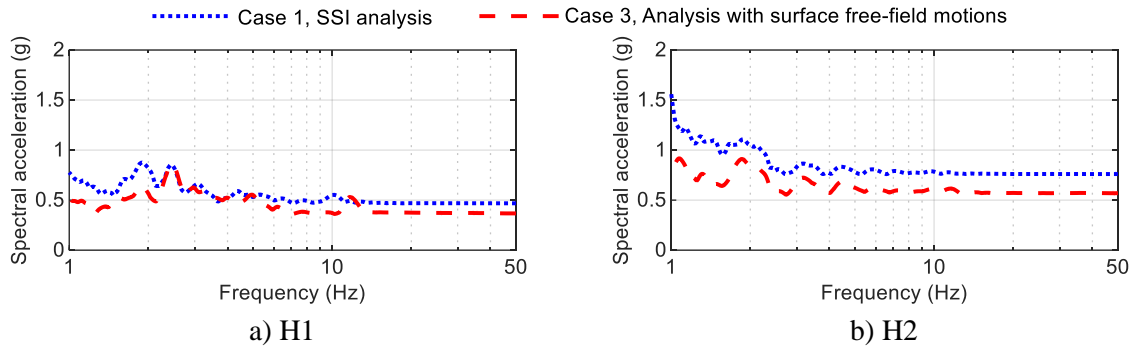 Case 1, SSI analysis
Case 3, Analysis with surface free-field motions
Spectral acceleration (g)
2
1.5
1
0.5
0
1
10
50
Frequency (Hz)
a) H1
Spectral acceleration (g)
2
1.5
1
0.5
0
1
10
50
Frequency (Hz)
b) H2